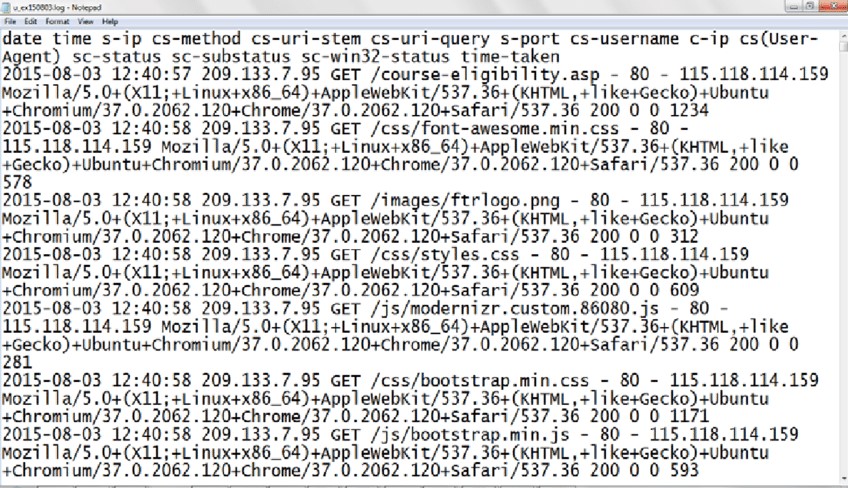 u_ex150803.log - Notepad
File Edit Format View Help
date time s-ip cs-method cs-uri-stem cs-uri-query s-port cs-username c-ip cs(User-
Agent) sc-status sc-substatus sc-win32-status time-taken
2015-08-03 12:40:57 209.133.7.95 GET /course-eligibility.asp - 80 - 115.118.114.159
Mozilla/5.0+(X11;+Linux+x86_64)+AppleWebKit/537.36+(KHTML,+like+Gecko)+Ubuntu
+Chromium/37.0.2062.120+Chrome/37.0.2062.120+Safari/537.36 200 0 0 1234
2015-08-03 12:40:58 209.133.7.95 GET /css/font-awesome.min.css - 80 -
115.118.114.159 Mozilla/5.0+(X11;+Linux+x86_64)+AppleWebKit/537.36+(KHTML,+like
+Gecko)+Ubuntu+Chromium/37.0.2062.120+Chrome/37.0.2062.120+Safari/537.36 200 0 0
578
2015-08-03 12:40:58 209.133.7.95 GET /images/ftrlogo.png - 80 - 115.118.114.159
Mozilla/5.0+(X11;+Linux+x86_64)+AppleWebKit/537.36+(KHTML,+like+Gecko)+Ubuntu
+Chromium/37.0.2062.120+Chrome/37.0.2062.120+Safari/537.36 200 0 0 312
2015-08-03 12:40:58 209.133.7.95 GET /css/styles.css - 80 - 115.118.114.159
Mozilla/5.0+(X11;+Linux+x86_64)+AppleWebKit/537.36+(KHTML,+like+Gecko)+Ubuntu
+Chromium/37.0.2062.120+Chrome/37.0.2062.120+Safari/537.36 200 0 0 609
2015-08-03 12:40:58 209.133.7.95 GET /js/modernizr.custom.86080.js - 80 -
115.118.114.159 Mozilla/5.0+(X11;+Linux+x86_64)+AppleWebKit/537.36+(KHTML,+like
+Gecko)+Ubuntu+Chromium/37.0.2062.120+Chrome/37.0.2062.120+Safari/537.36 200 0 0
281
2015-08-03 12:40:58 209.133.7.95 GET /css/bootstrap.min.css - 80 - 115.118.114.159
Mozilla/5.0+(X11;+Linux+x86_64)+AppleWebKit/537.36+(KHTML,+like+Gecko)+Ubuntu
+Chromium/37.0.2062.120+Chrome/37.0.2062.120+Safari/537.36 200 0 0 1171
2015-08-03 12:40:58 209.133.7.95 GET /js/bootstrap.min.js - 80 - 115.118.114.159
Mozilla/5.0+(X11;+Linux+x86_64)+AppleWebKit/537.36+(KHTML,+like+Gecko)+Ubuntu
+Chromium/37.0.2062.120+Chrome/37.0.2062.120+Safari/537.36 200 0 0 593